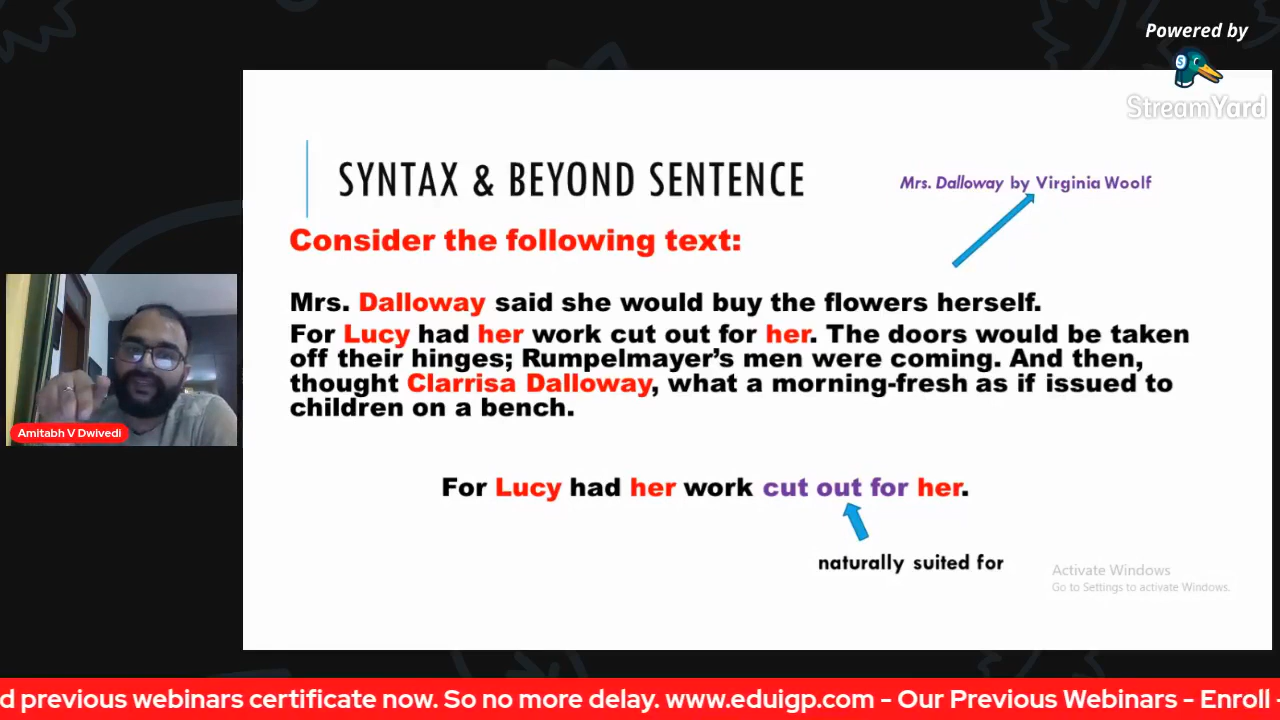 Powered by
StreamYard
SYNTAX & BEYOND SENTENCE
Mrs. Dalloway by Virginia Woolf
Consider the following text:
Mrs. Dalloway said she would buy the flowers herself.
For Lucy had her work cut out for her. The doors would be taken
off their hinges; Rumpelmayer’s men were coming. And then,
thought Clarrisa Dalloway, what a morning-fresh as if issued to
children on a bench.
For Lucy had her work cut out for her.
naturally suited for
Activate Windows
Go to Settings to activate Windows.
Amitabh V Dwivedi
d previous webinars certificate now. So no more delay. www.eduigp.com - Our Previous Webinars - Enroll -